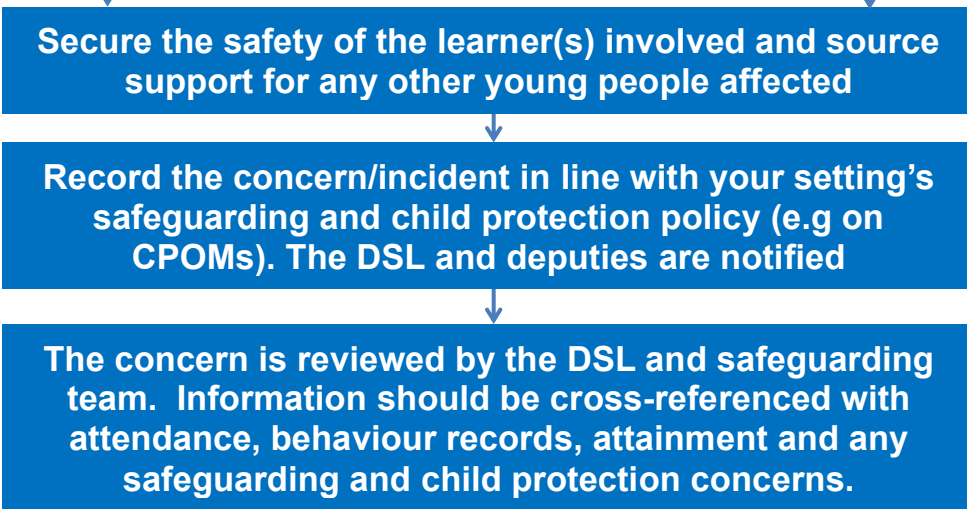 Secure the safety of the learner(s) involved and source
support for any other young people affected
Record the concern/incident in line with your setting’s
safeguarding and child protection policy (e.g on
CPOMs). The DSL and deputies are notified
The concern is reviewed by the DSL and safeguarding
team.  Information should be cross-referenced with
attendance, behaviour records, attainment and any
safeguarding and child protection concerns.